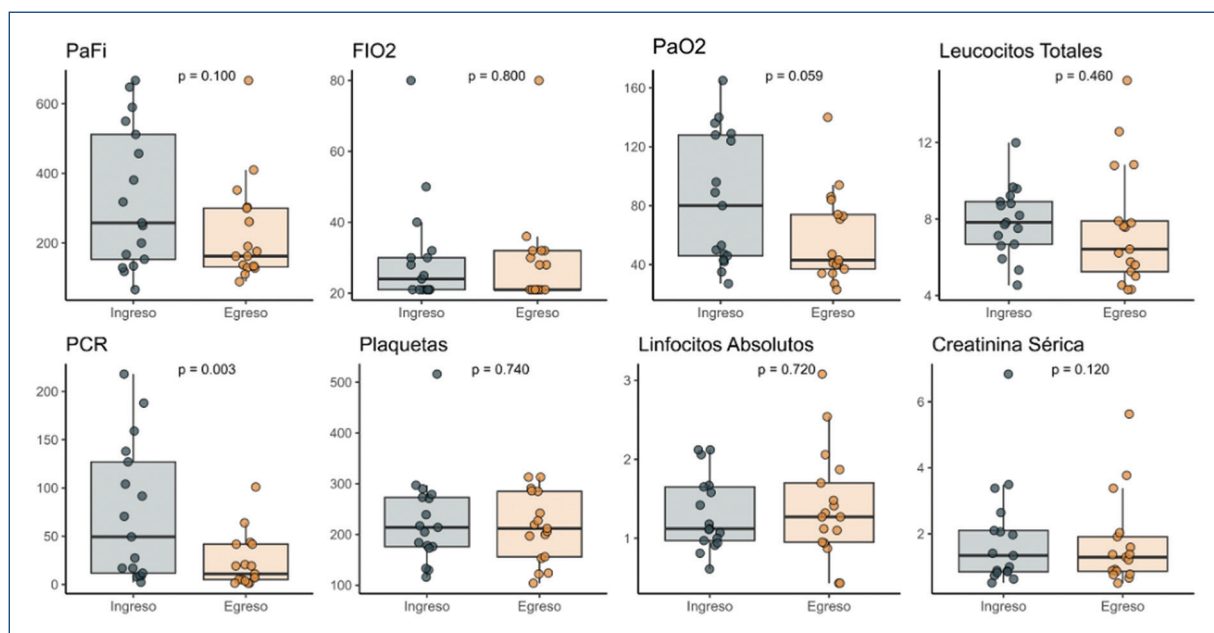 PaFi
p = 0.100
600
400
200
Ingreso
Egreso
FIO2
p = 0.800
80
60
40
20
Ingreso
Egreso
PaO2
p = 0.059
160
120
80
40
Ingreso
Egreso
Leucocitos Totales
p = 0.460
12
8
4
Ingreso
Egreso
PCR
p = 0.003
200
150
100
50
0
Ingreso
Egreso
Plaquetas
p = 0.740
500
400
300
200
100
Ingreso
Egreso
Linfocitos Absolutos
p = 0.720
3
2
1
Ingreso
Egreso
Creatinina Sérica
p = 0.120
6
4
2
Ingreso
Egreso